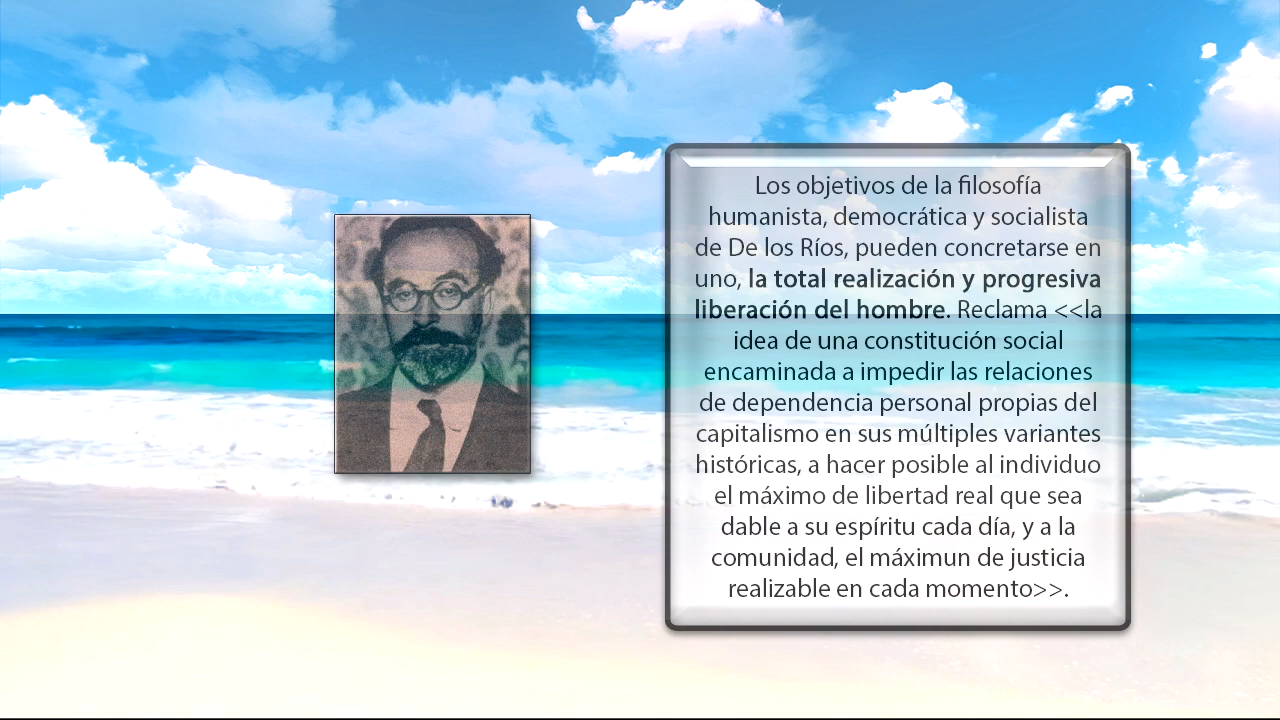 Los objetivos de la filosofía
humanista, democrática y socialista
de De los Ríos, pueden concretarse en
uno, la total realización y progresiva
liberación del hombre. Reclama <<la
idea de una constitución social
encaminada a impedir las relaciones
de dependencia personal propias del
capitalismo en sus múltiples variantes
históricas, a hacer posible al individuo
el máximo de libertad real que sea
dable a su espíritu cada día, y a la
comunidad, el máximun de justicia
realizable en cada momento>>.